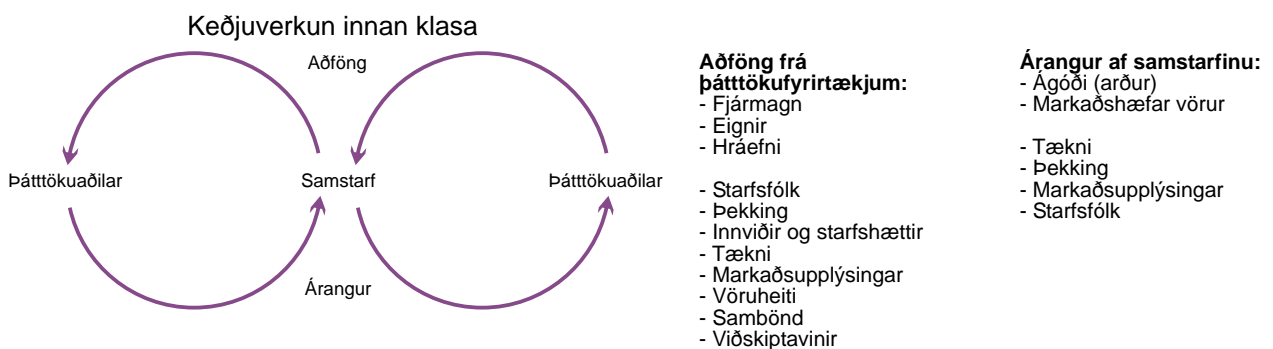 Keðjuverkun innan klasa
Aðföng
Þátttökuaðilar
Samstarf
Þátttökuaðilar
Árangur
Aðföng frá
þátttökufyrirtækjum:
- Fjármagn
- Eignir
- Hráefni
- Starfsfólk
- Þekking
- Innviðir og starfshættir
- Tækni
- Markaðsupplýsingar
- Vöruheiti
- Sambönd
- Viðskiptavinir
Árangur af samstarfinu:
- Ágóði (arður)
- Markaðshæfar vörur
- Tækni
- Þekking
- Markaðsupplýsingar
- Starfsfólk